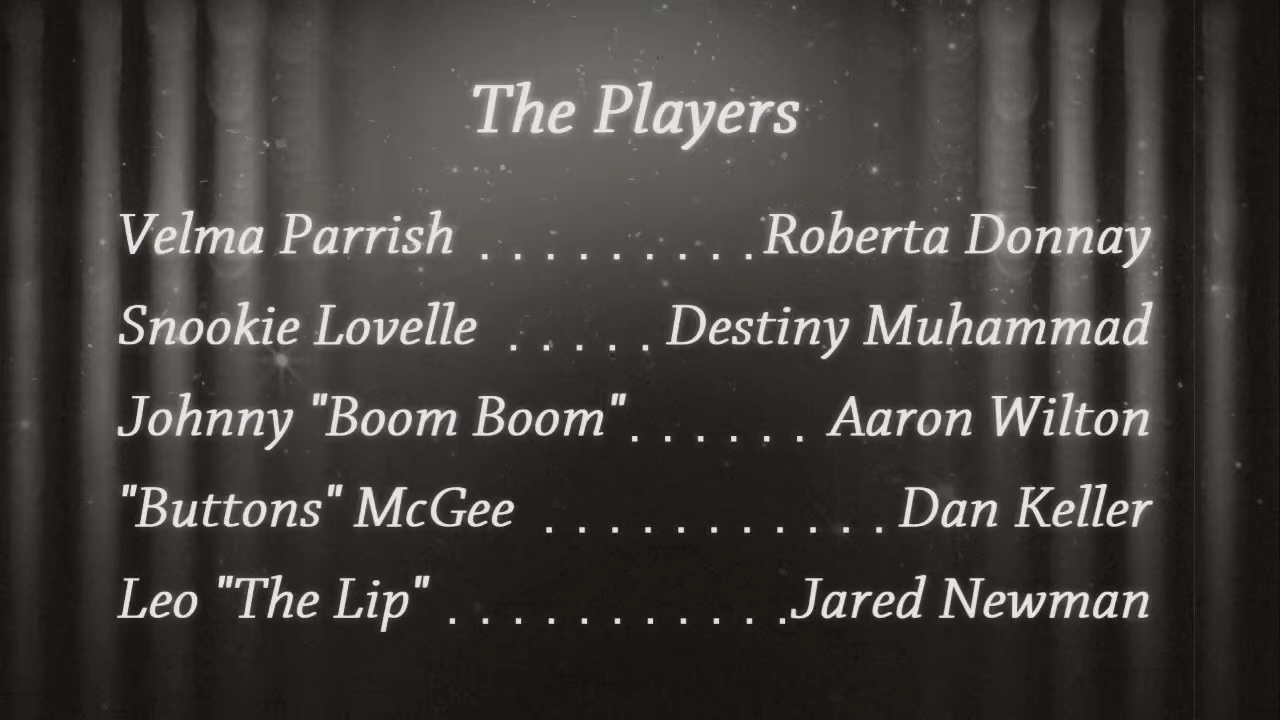 The Players
Velma Parrish . . . . . . . . . Roberta Donnay
Snookie Lovelle . . . . . Destiny Muhammad
Johnny "Boom Boom" . . . . . . Aaron Wilton
"Buttons" McGee . . . . . . . . . . . Dan Keller
Leo "The Lip" . . . . . . . . . . . Jared Newman